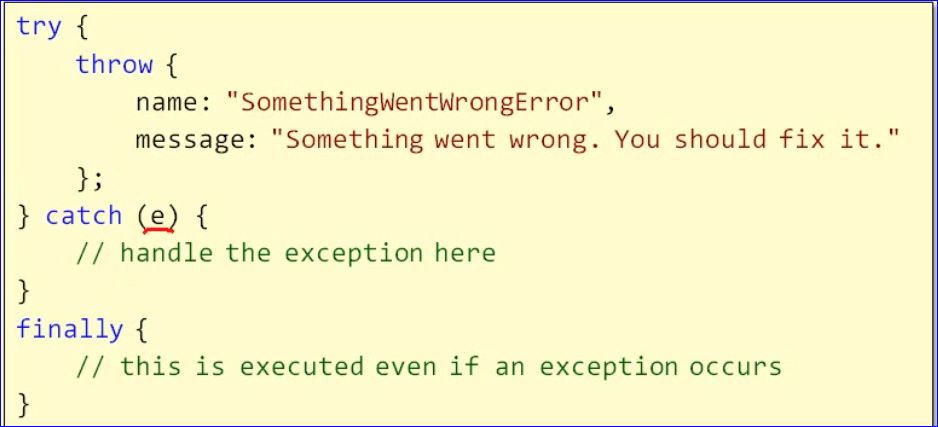 try {
    throw {
        name: "SomethingWentWrongError",
        message: "Something went wrong. You should fix it."
    };
} catch (e) {
    // handle the exception here
}
finally {
    // this is executed even if an exception occurs
}